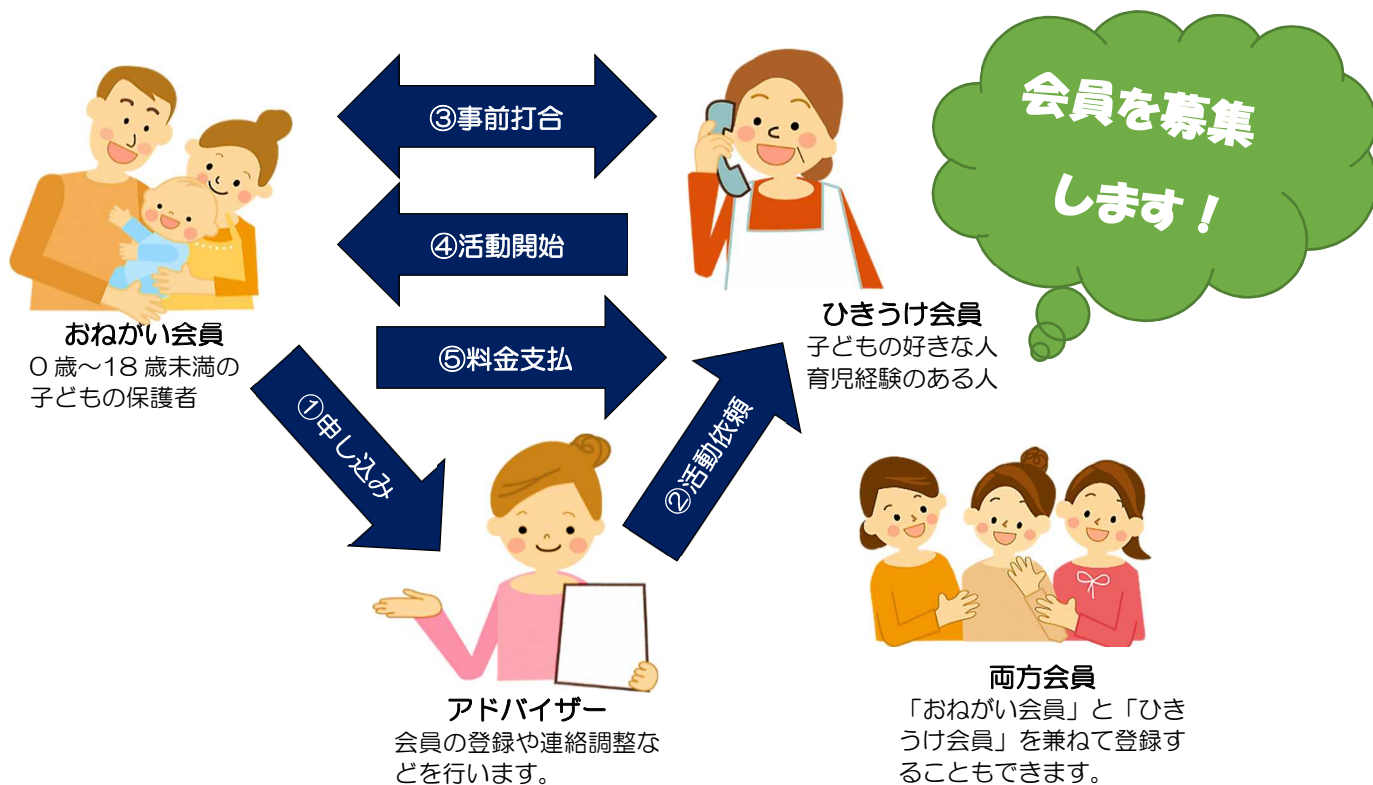 会員を募集
します！
③事前打合
④活動開始
⑤料金支払
①申し込み
②活動依頼
おねがい会員
０歳～18 歳未満の
子どもの保護者
ひきうけ会員
子どもの好きな人
育児経験のある人
アドバイザー
会員の登録や連絡調整な
どを行います。
両方会員
「おねがい会員」と「ひき
うけ会員」を兼ねて登録す
ることもできます。